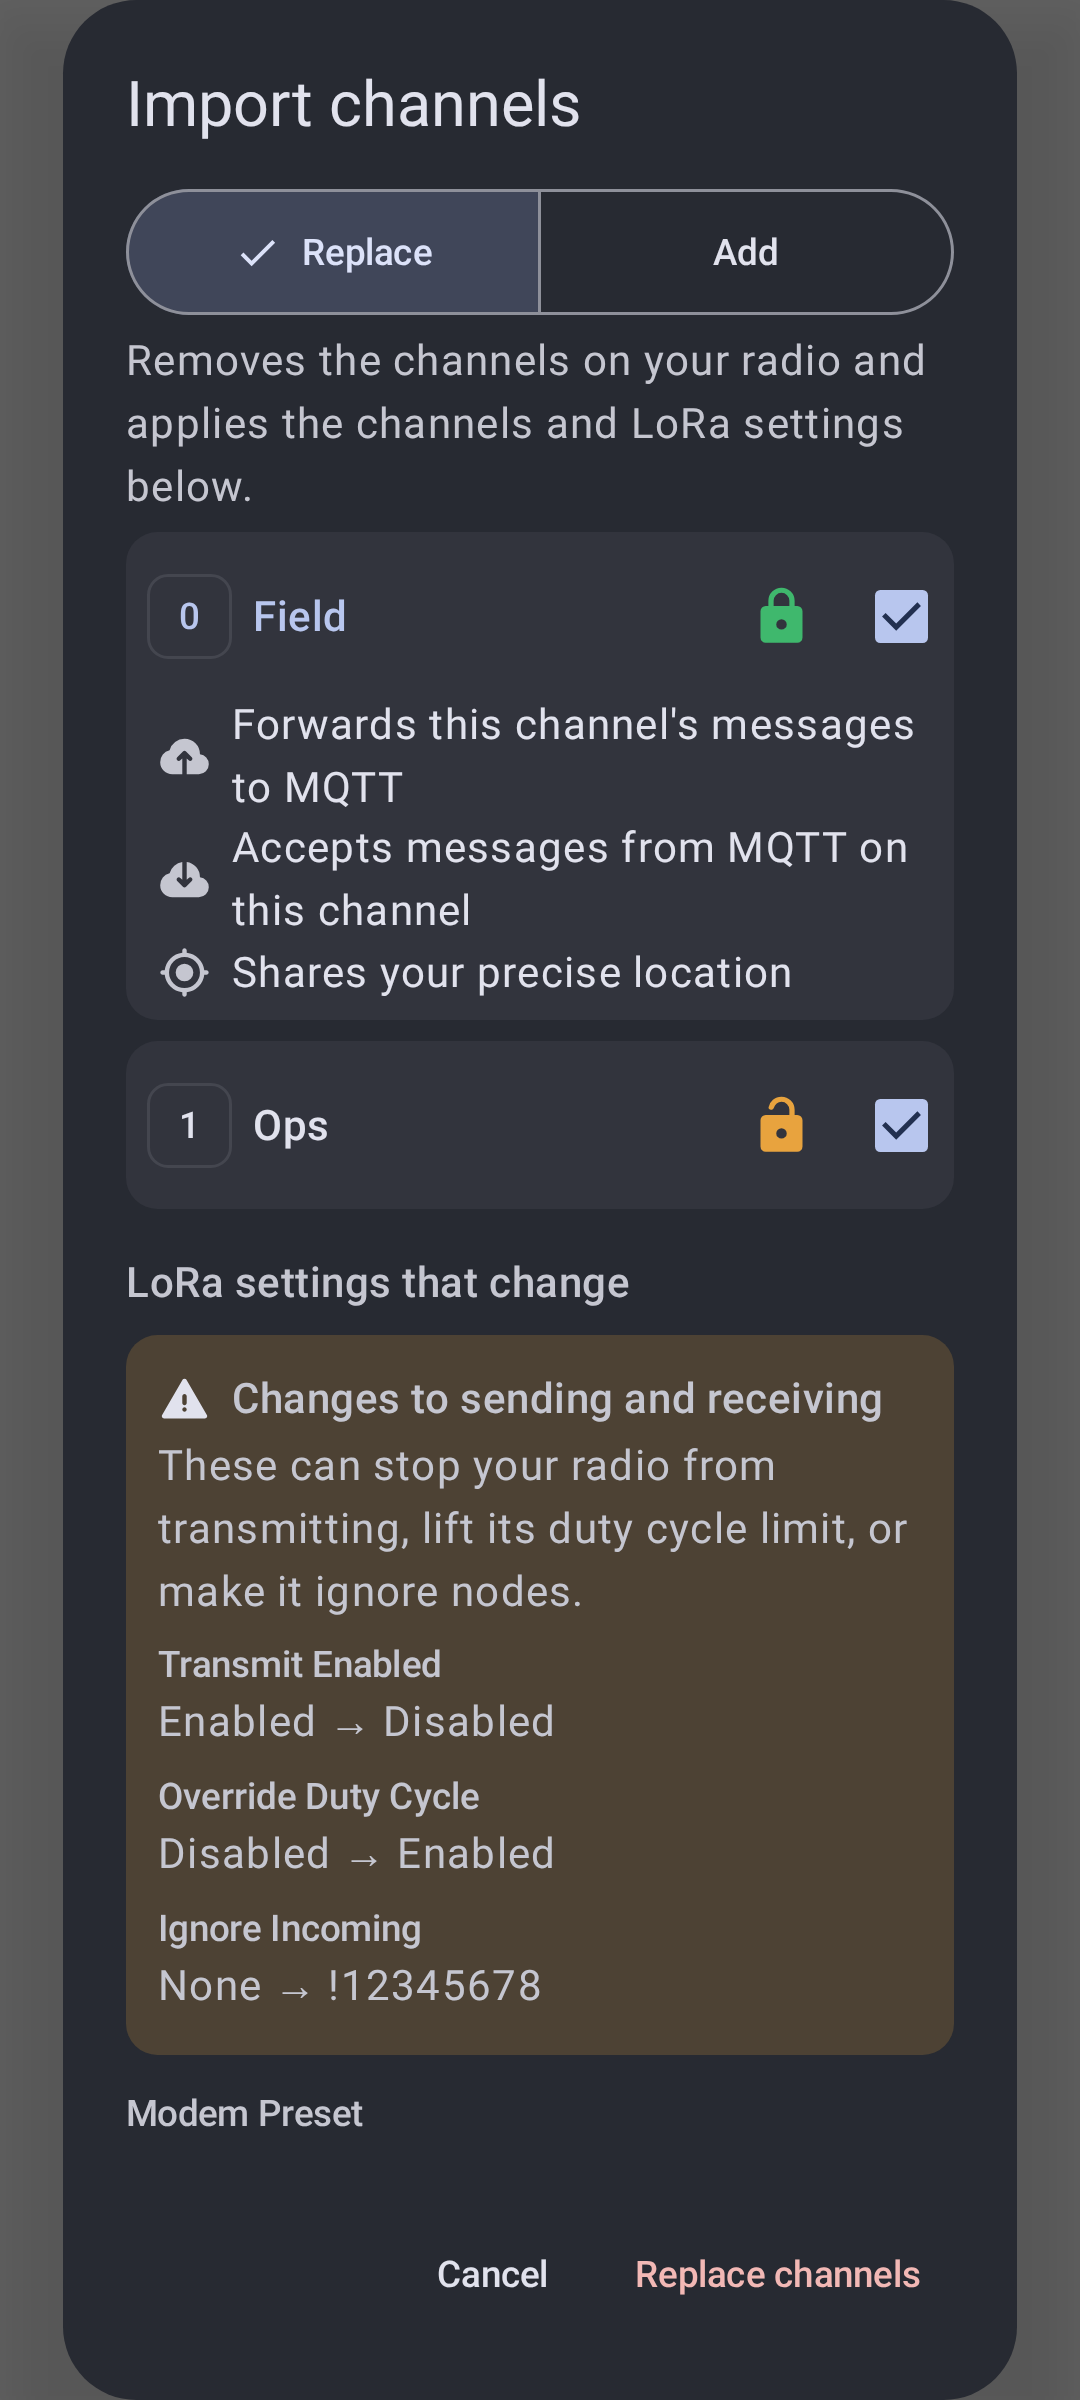 Import channels
Replace
Add
Removes the channels on your radio and
applies the channels and LoRa settings
below.
0
Field
Forwards this channel's messages
to MQTT
Accepts messages from MQTT on
this channel
Shares your precise location
1
Ops
LoRa settings that change
Changes to sending and receiving
These can stop your radio from
transmitting, lift its duty cycle limit, or
make it ignore nodes.
Transmit Enabled
Enabled → Disabled
Override Duty Cycle
Disabled → Enabled
Ignore Incoming
None → !12345678
Modem Preset
Cancel
Replace channels